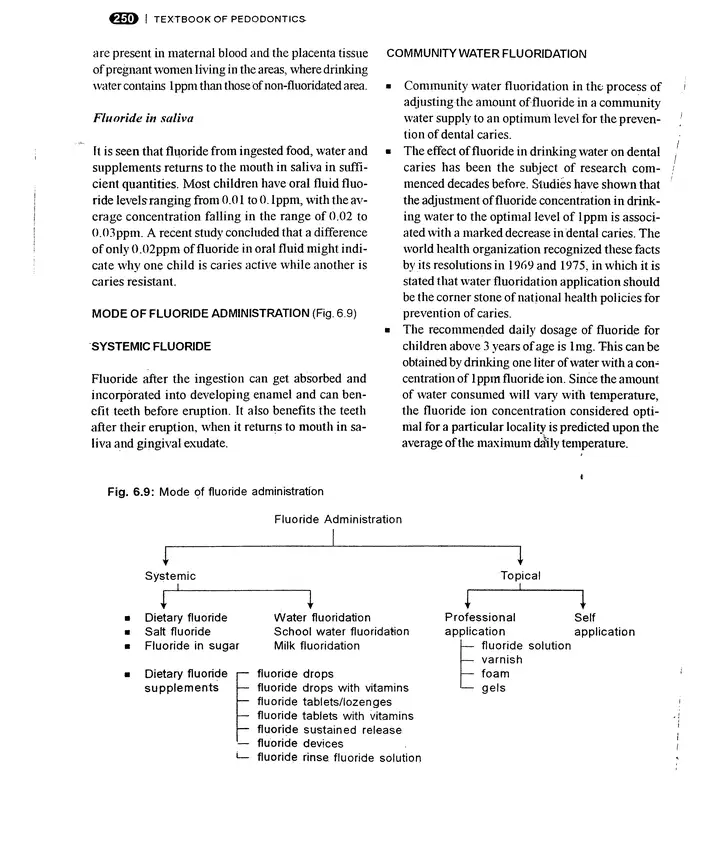 250 | TEXTBOOK OF PEDODONTICS
are present in maternal blood and the placenta tissue
of pregnant women living in the areas, where drinking
water contains 1ppm than those of non-fluoridated area.
Fluoride in saliva
It is seen that fluoride from ingested food, water and
supplements returns to the mouth in saliva in suffi-
cient quantities. Most children have oral fluid fluo-
ride levels ranging from 0.01 to 0.1ppm, with the av-
erage concentration falling in the range of 0.02 to
0.03ppm. A recent study concluded that a difference
of only 0.02ppm of fluoride in oral fluid might indi-
cate why one child is caries active while another is
caries resistant.
MODE OF FLUORIDE ADMINISTRATION (Fig. 6.9)
SYSTEMIC FLUORIDE
Fluoride after the ingestion can get absorbed and
incorporated into developing enamel and can ben-
efit teeth before eruption. It also benefits the teeth
after their eruption, when it returns to mouth in sa-
liva and gingival exudate.
COMMUNITY WATER FLUORIDATION
■ Community water fluoridation in the process of
adjusting the amount of fluoride in a community
water supply to an optimum level for the preven-
tion of dental caries.
■ The effect of fluoride in drinking water on dental
caries has been the subject of research com-
menced decades before. Studies have shown that
the adjustment of fluoride concentration in drink-
ing water to the optimal level of 1ppm is associ-
ated with a marked decrease in dental caries. The
world health organization recognized these facts
by its resolutions in 1969 and 1975, in which it is
stated that water fluoridation application should
be the corner stone of national health policies for
prevention of caries.
■ The recommended daily dosage of fluoride for
children above 3 years of age is 1mg. This can be
obtained by drinking one liter of water with a con-
centration of 1ppm fluoride ion. Since the amount
of water consumed will vary with temperature,
the fluoride ion concentration considered opti-
mal for a particular locality is predicted upon the
average of the maximum daily temperature.
Fig. 6.9: Mode of fluoride administration
Fluoride Administration
Systemic
Topical
■ Dietary fluoride
■ Salt fluoride
■ Fluoride in sugar
Water fluoridation
School water fluoridation
Milk fluoridation
■ Dietary fluoride
supplements
fluoride drops
fluoride drops with vitamins
fluoride tablets/lozenges
fluoride tablets with vitamins
fluoride sustained release
fluoride devices
fluoride rinse fluoride solution
Professional
application
fluoride solution
varnish
foam
gels
Self
application